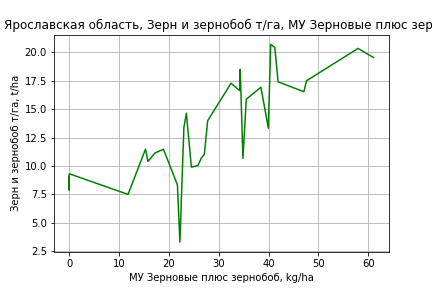 Ярославская область, Зерн и зернобоб т/га, МУ Зерновые плюс зер
20.0
17.5
15.0
12.5
10.0
7.5
5.0
2.5
Зерн и зернобоб т/га, t/ha
0 10 20 30 40 50 60
МУ Зерновые плюс зернобоб, kg/ha